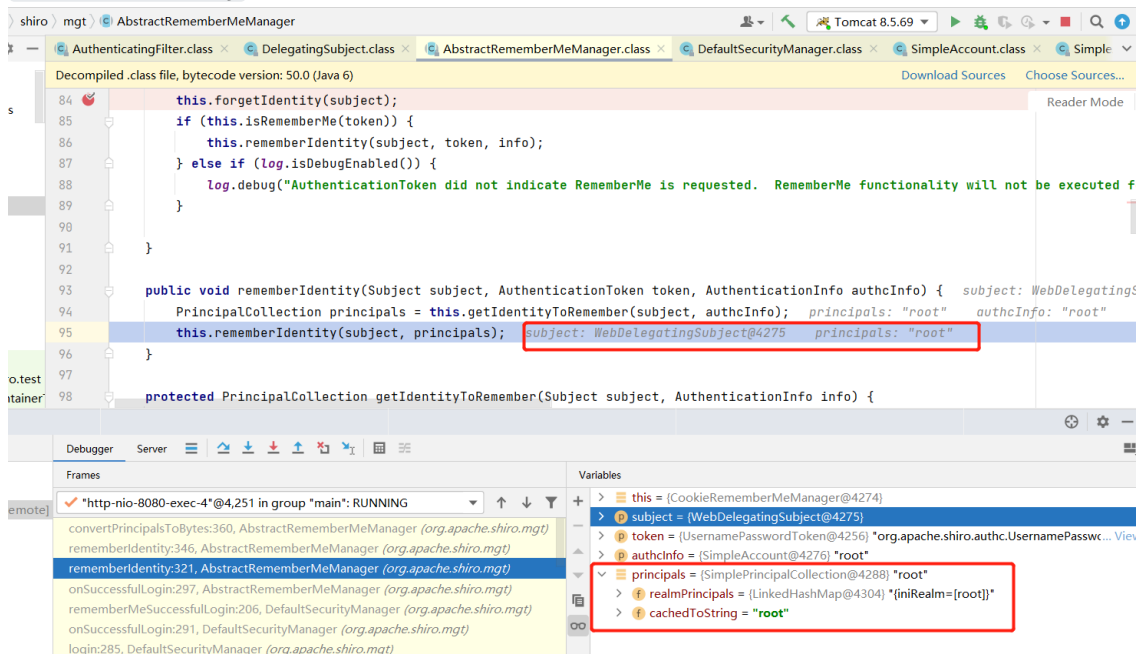 shiro mgt AbstractRememberMeManager Tomcat 8.5.69
AuthenticatingFilter.class DelegatingSubject.class AbstractRememberMeManager.class DefaultSecurityManager.class SimpleAccount.class Simple
Decompiled .class file, bytecode version: 50.0 (Java 6) Download Sources Choose Sources...
84 this.forgetIdentity(subject); Reader Mode
s
85 if (this.isRememberMe(token)) {
86 this.rememberIdentity(subject, token, info);
87 } else if (log.isDebugEnabled()) {
88 log.debug("AuthenticationToken did not indicate RememberMe is requested.  RememberMe functionality will not be executed f
89 }
90
91 }
92
93 public void rememberIdentity(Subject subject, AuthenticationToken token, AuthenticationInfo authcInfo) { subject: WebDelegatingS
94 PrincipalCollection principals = this.getIdentityToRemember(subject, authcInfo); principals: "root" authcInfo: "root"
95 this.rememberIdentity(subject, principals); subject: WebDelegatingSubject@4275 principals: "root"
96 }
97
ro.test
98 protected PrincipalCollection getIdentityToRemember(Subject subject, AuthenticationInfo info) {
ntainer
Debugger Server
Frames Variables
emote]
"http-nio-8080-exec-4"@4,251 in group "main": RUNNING
convertPrincipalsToBytes:360, AbstractRememberMeManager (org.apache.shiro.mgt)
rememberIdentity:346, AbstractRememberMeManager (org.apache.shiro.mgt)
rememberIdentity:321, AbstractRememberMeManager (org.apache.shiro.mgt)
onSuccessfulLogin:297, AbstractRememberMeManager (org.apache.shiro.mgt)
rememberMeSuccessfulLogin:206, DefaultSecurityManager (org.apache.shiro.mgt)
onSuccessfulLogin:291, DefaultSecurityManager (org.apache.shiro.mgt)
login:285, DefaultSecurityManager (org.apache.shiro.mgt)
this = {CookieRememberMeManager@4274}
subject = {WebDelegatingSubject@4275}
token = {UsernamePasswordToken@4256} "org.apache.shiro.authc.UsernamePasswc... View
authcInfo = {SimpleAccount@4276} "root"
principals = {SimplePrincipalCollection@4288} "root"
realmPrincipals = {LinkedHashMap@4304} "{iniRealm=[root]}"
cachedToString = "root"